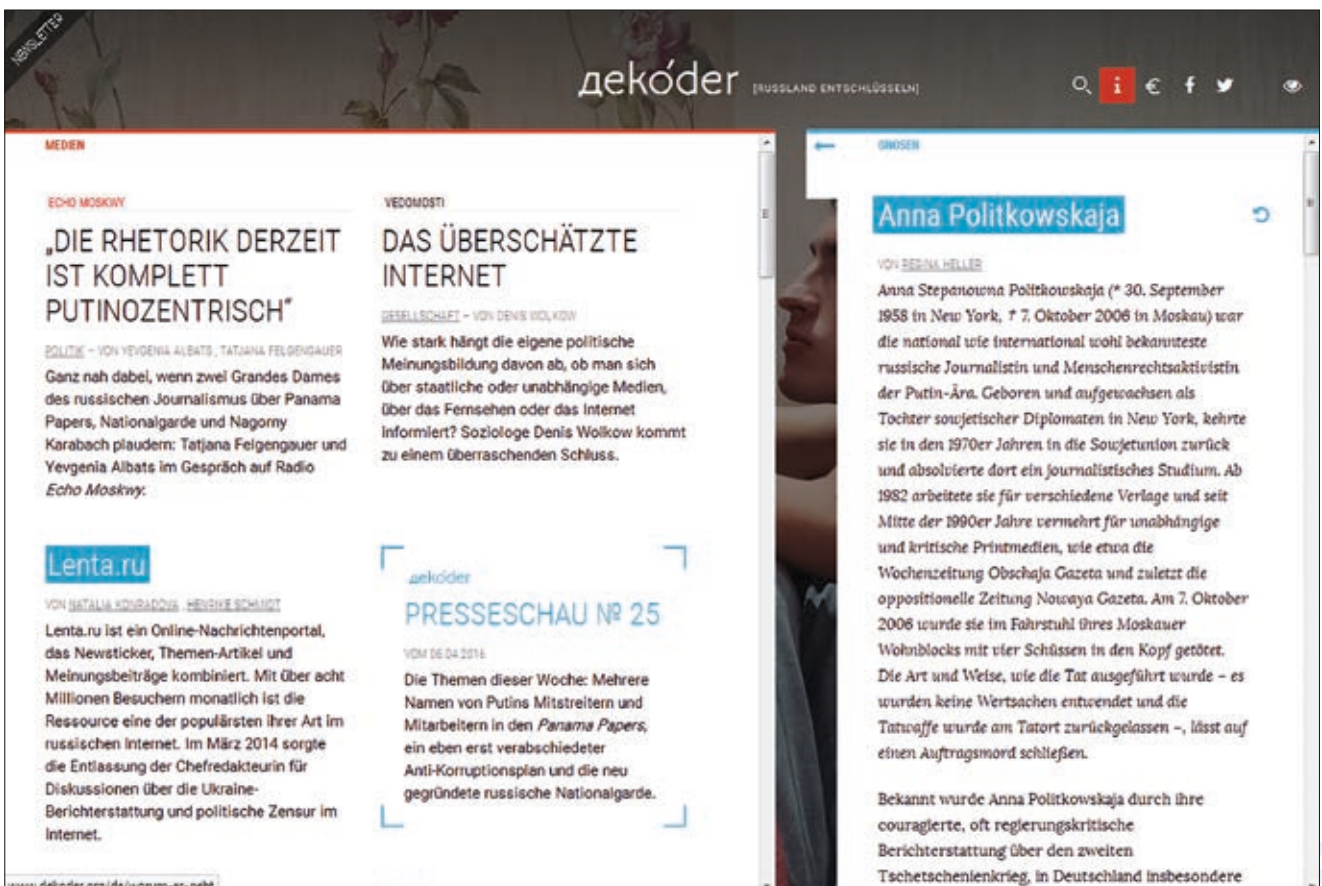 NEWSLETTER
дekóder [RUSSLAND ENTSCHLÜSSELN]
MEDIEN
ECHO MOSKWY
„DIE RHETORIK DERZEIT
IST KOMPLETT
PUTINOZENTRISCH“
POLITIK – VON YEVGENIA ALBATS, TATJANA FELGENGAUER
Ganz nah dabei, wenn zwei Grandes Dames
des russischen Journalismus über Panama
Papers, Nationalgarde und Nagorny
Karabach plaudern: Tatjana Felgengauer und
Yevgenia Albats im Gespräch auf Radio
Echo Moskwy.
VEDOMOSTI
DAS ÜBERSCHÄTZTE
INTERNET
GESELLSCHAFT – VON DENIS WOLKOW
Wie stark hängt die eigene politische
Meinungsbildung davon ab, ob man sich
über staatliche oder unabhängige Medien,
über das Fernsehen oder das Internet
informiert? Soziologe Denis Wolkow kommt
zu einem überraschenden Schluss.
Lenta.ru
VON NATALIA KONRADOVA, HENRIKE SCHMIDT
Lenta.ru ist ein Online-Nachrichtenportal,
das Newsticker, Themen-Artikel und
Meinungsbeiträge kombiniert. Mit über acht
Millionen Besuchern monatlich ist die
Ressource eine der populärsten ihrer Art im
russischen Internet. Im März 2014 sorgte
die Entlassung der Chefredakteurin für
Diskussionen über die Ukraine-
Berichterstattung und politische Zensur im
Internet.
дekoder
PRESSESCHAU № 25
VOM 06.04.2016
Die Themen dieser Woche: Mehrere
Namen von Putins Mitstreitern und
Mitarbeitern in den Panama Papers,
ein eben erst verabschiedeter
Anti-Korruptionsplan und die neu
gegründete russische Nationalgarde.
GNOSEN
Anna Politkowskaja
VON REGINA HELLER
Anna Stepanowna Politkowskaja (* 30. September
1958 in New York, † 7. Oktober 2006 in Moskau) war
die national wie international wohl bekannteste
russische Journalistin und Menschenrechtsaktivistin
der Putin-Ära. Geboren und aufgewachsen als
Tochter sowjetischer Diplomaten in New York, kehrte
sie in den 1970er Jahren in die Sowjetunion zurück
und absolvierte dort ein journalistisches Studium. Ab
1982 arbeitete sie für verschiedene Verlage und seit
Mitte der 1990er Jahre vermehrt für unabhängige
und kritische Printmedien, wie etwa die
Wochenzeitung Obschaja Gazeta und zuletzt die
oppositionelle Zeitung Nowaya Gazeta. Am 7. Oktober
2006 wurde sie im Fahrstuhl ihres Moskauer
Wohnblocks mit vier Schüssen in den Kopf getötet.
Die Art und Weise, wie die Tat ausgeführt wurde – es
wurden keine Wertsachen entwendet und die
Tatwaffe wurde am Tatort zurückgelassen –, lässt auf
einen Auftragsmord schließen.
Bekannt wurde Anna Politkowskaja durch ihre
couragierte, oft regierungskritische
Berichterstattung über den zweiten
Tschetschenienkrieg, in Deutschland insbesondere
www.dekoder.org/de/warum-es-geht